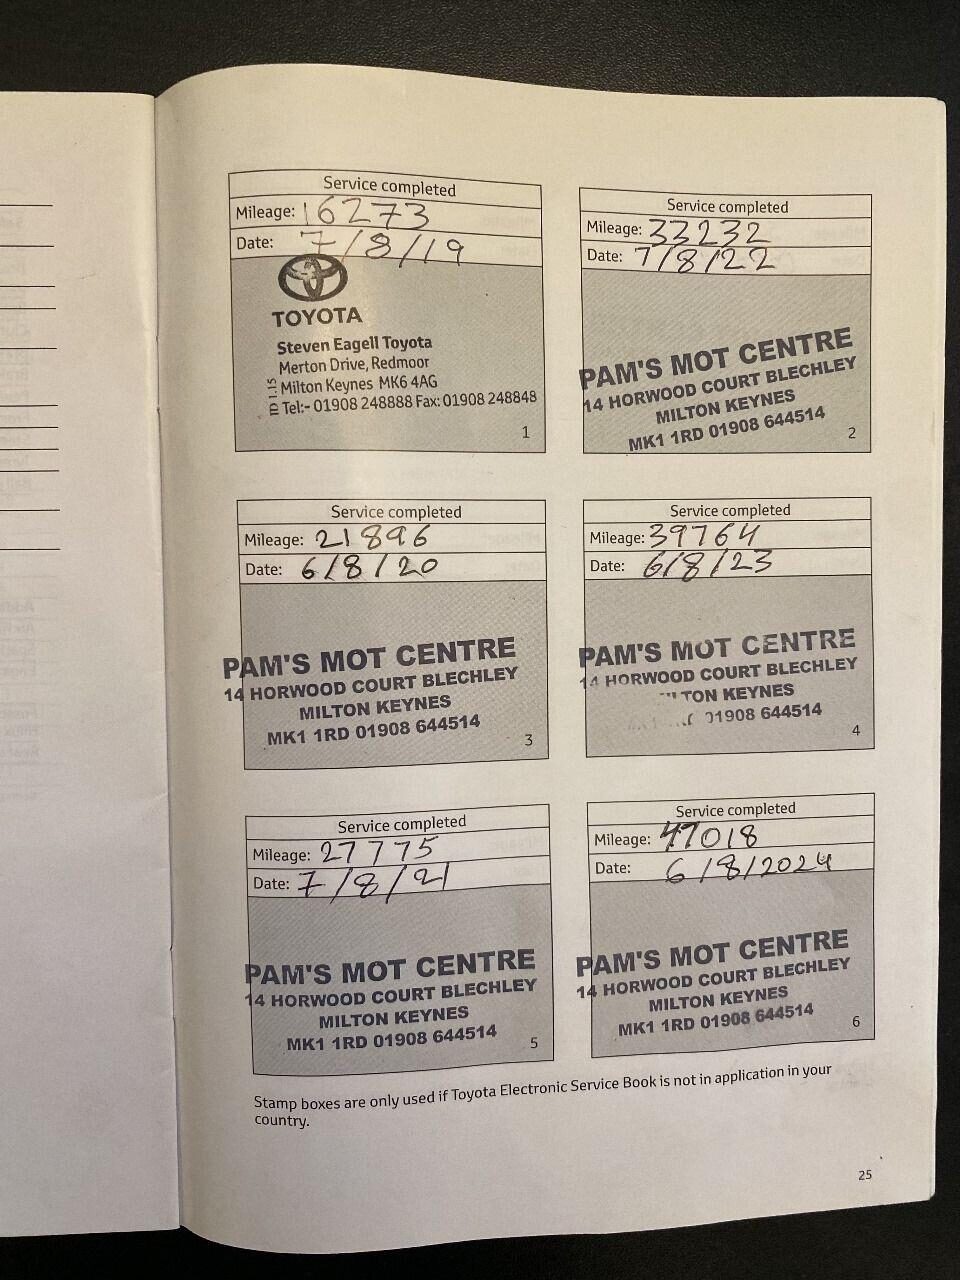 Service completed
Mileage: 16273
Date: 7/8/19
TOYOTA
Steven Eagell Toyota
Merton Drive, Redmoor
Milton Keynes MK6 4AG
Tel:- 01908 248888 Fax: 01908 248848
ID 1-15
1
Service completed
Mileage: 33232
Date: 7/8/22
PAM'S MOT CENTRE
14 HORWOOD COURT BLECHLEY
MILTON KEYNES
MK1 1RD 01908 644514
2
Service completed
Mileage: 21896
Date: 6/8/20
PAM'S MOT CENTRE
14 HORWOOD COURT BLECHLEY
MILTON KEYNES
MK1 1RD 01908 644514
3
Service completed
Mileage: 39764
Date: 6/8/23
PAM'S MOT CENTRE
14 HORWOOD COURT BLECHLEY
KEYNES
01908 644514
4
Service completed
Mileage: 27775
Date: 7/8/21
PAM'S MOT CENTRE
14 HORWOOD COURT BLECHLEY
MILTON KEYNES
MK1 1RD 01908 644514
5
Service completed
Mileage: 47018
Date: 6/8/2024
PAM'S MOT CENTRE
14 HORWOOD COURT BLECHLEY
MILTON KEYNES
MK1 1RD 01908 644514
6
Stamp boxes are only used if Toyota Electronic Service Book is not in application in your
country.
25